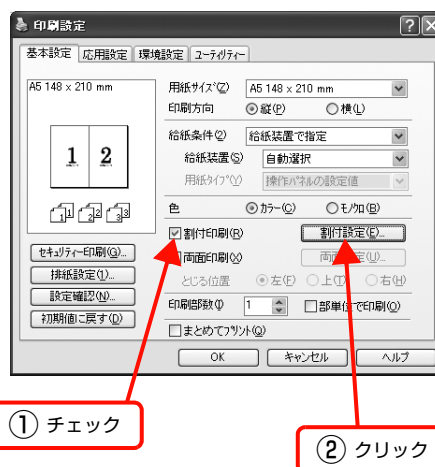 印刷設定
基本設定 応用設定 環境設定 ユーティリティー
A5 148 × 210 mm
1 2
1 2 3
用紙サイズ(Z) A5 148 × 210 mm
印刷方向 縦(P) 横(L)
給紙条件(2) 給紙装置で指定
給紙装置(S) 自動選択
用紙タイプ(Y) 操作パネルの設定値
色 カラー(C) モノクロ(B)
割付印刷(R) 割付設定(E)...
両面印刷(X) 両面設定(U)...
とじる位置 左(F) 上(T) 右(H)
印刷部数(I) 1 部単位で印刷(O)
まとめてプリント(Q)
セキュリティー印刷(G)...
排紙設定(1)...
設定確認(N)...
初期値に戻す(D)
OK キャンセル ヘルプ
① チェック
② クリック